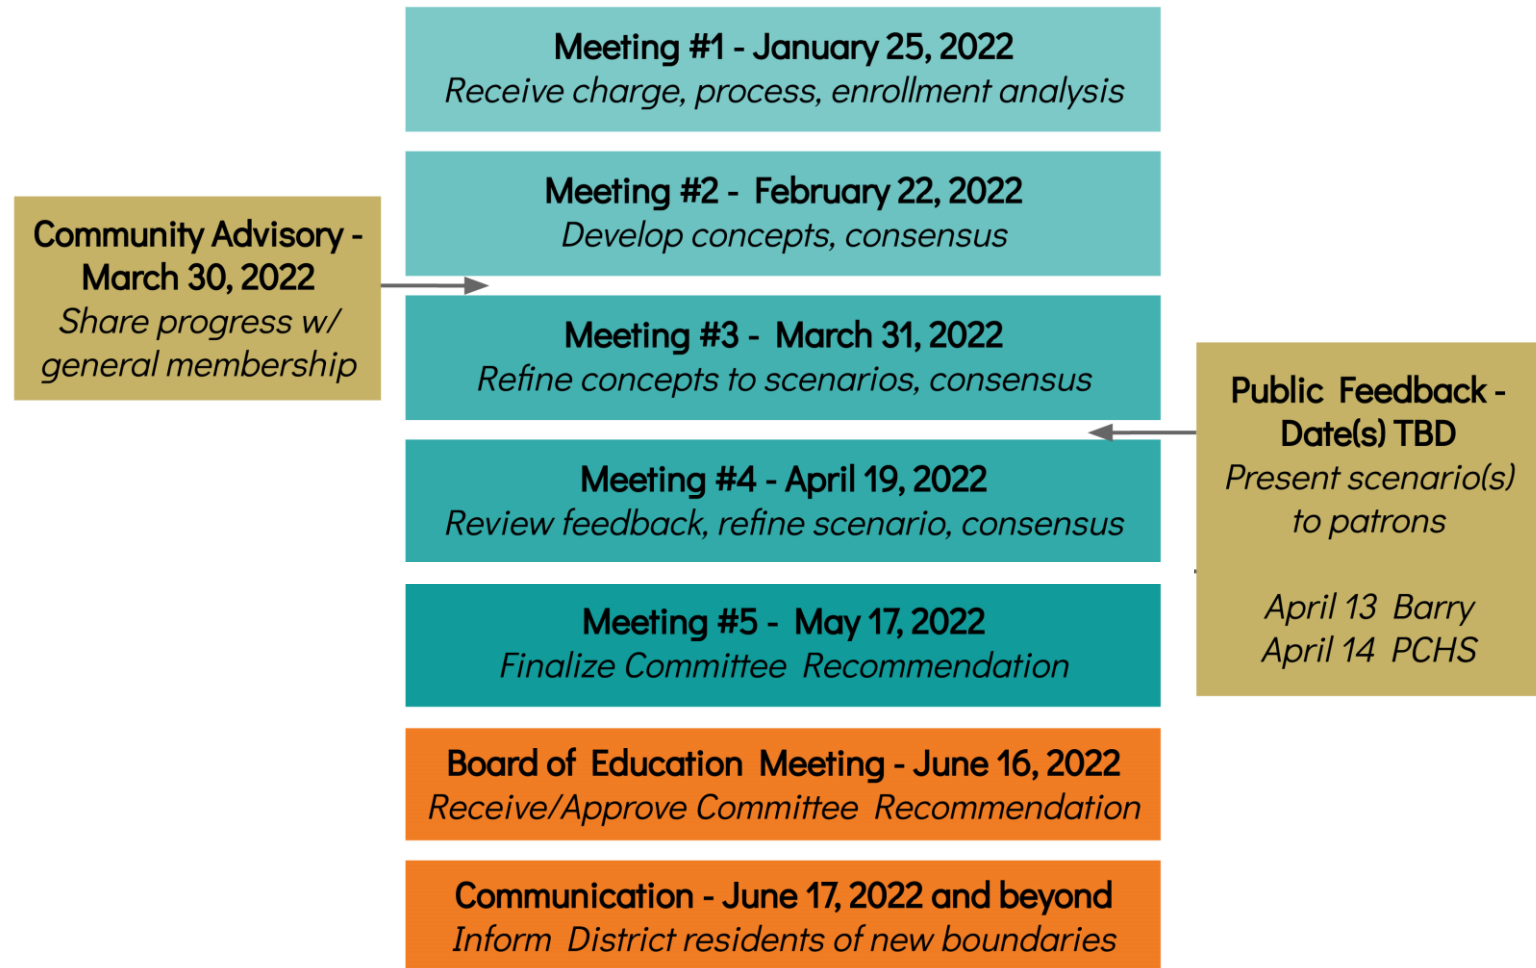 Meeting #1 - January 25, 2022
Receive charge, process, enrollment analysis
Meeting #2 - February 22, 2022
Develop concepts, consensus
Community Advisory -
March 30, 2022
Share progress w/
general membership
Meeting #3 - March 31, 2022
Refine concepts to scenarios, consensus
Public Feedback -
Date(s) TBD
Present scenario(s)
to patrons
April 13 Barry
April 14 PCHS
Meeting #4 - April 19, 2022
Review feedback, refine scenario, consensus
Meeting #5 - May 17, 2022
Finalize Committee Recommendation
Board of Education Meeting - June 16, 2022
Receive/Approve Committee Recommendation
Communication - June 17, 2022 and beyond
Inform District residents of new boundaries